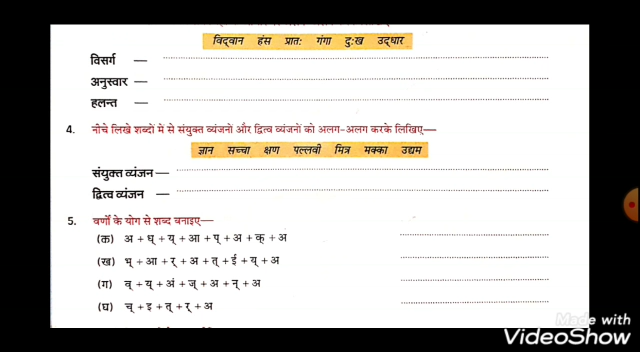 विद्वान हंस प्रातः गंगा दुःख उद्धार
विसर्ग —
अनुस्वार —
हलन्त —
4. नीचे लिखे शब्दों में से संयुक्त व्यंजनों और द्वित्व व्यंजनों को अलग-अलग करके लिखिए—
ज्ञान सच्चा क्षण पल्लवी मित्र मक्का उद्यम
संयुक्त व्यंजन—
द्वित्व व्यंजन —
5. वर्णों के योग से शब्द बनाइए—
(क) अ + ध् + य् + आ + प् + अ + क् + अ
(ख) भ् + आ + र् + अ + त् + ई + य् + अ
(ग) व् + य् + अं + ज् + अ + न् + अ
(घ) च् + इ + त् + र् + अ
Made with
VideoShow